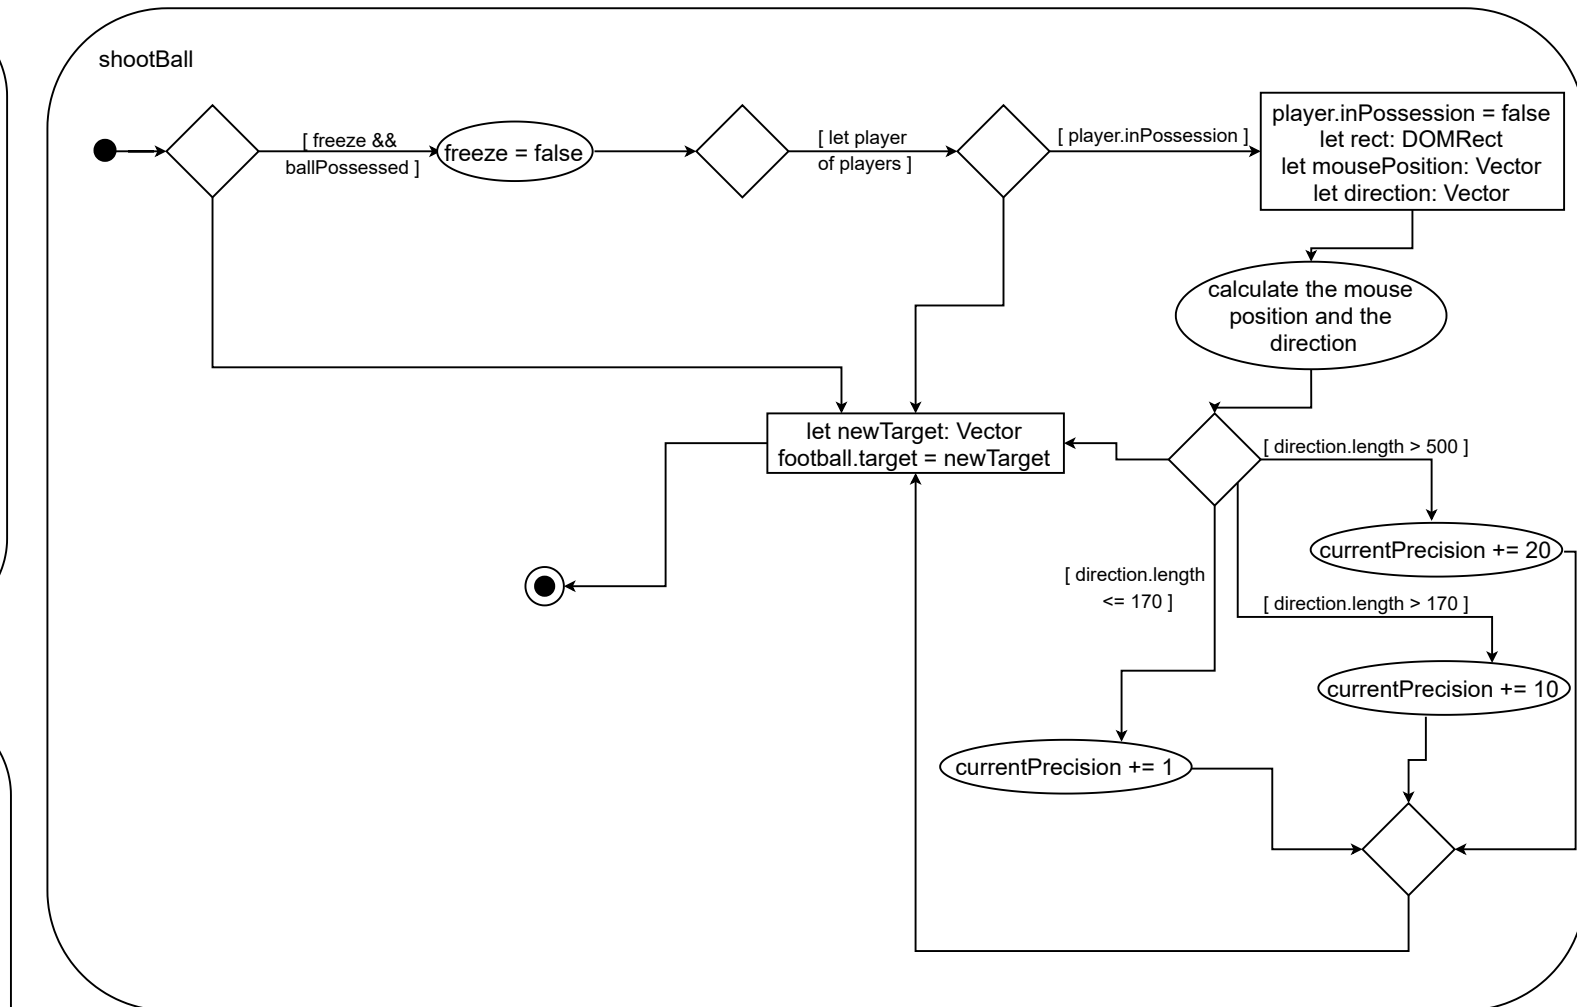 shootBall
[ freeze &&
ballPossessed ]
freeze = false
[ let player
of players ]
[ player.inPossession ]
player.inPossession = false
let rect: DOMRect
let mousePosition: Vector
let direction: Vector
calculate the mouse
position and the
direction
let newTarget: Vector
football.target = newTarget
[ direction.length > 500 ]
currentPrecision += 20
[ direction.length
<= 170 ]
[ direction.length > 170 ]
currentPrecision += 10
currentPrecision += 1